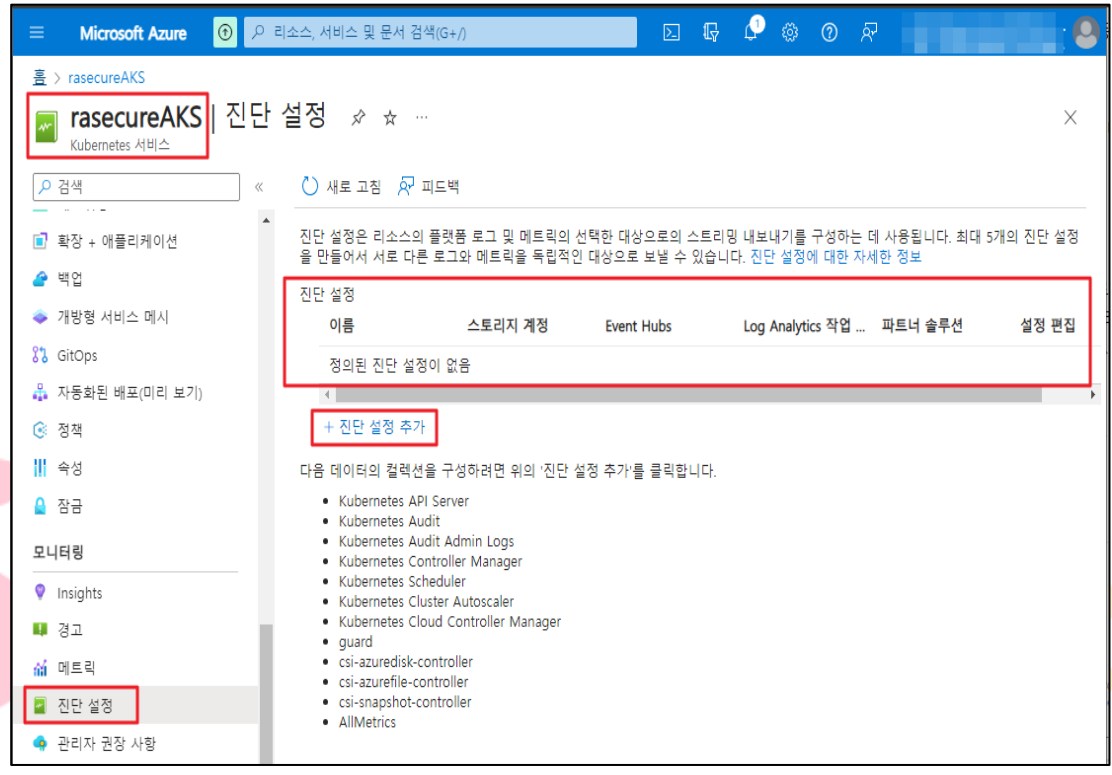 Microsoft Azure
리소스, 서비스 및 문서 검색(G+/)
1
홈 > rasecureAKS
rasecureAKS | 진단 설정
Kubernetes 서비스
검색
새로 고침 피드백
확장 + 애플리케이션
백업
개방형 서비스 메시
GitOps
자동화된 배포(미리 보기)
정책
속성
잠금
모니터링
Insights
경고
메트릭
진단 설정
관리자 권장 사항
진단 설정은 리소스의 플랫폼 로그 및 메트릭의 선택한 대상으로의 스트리밍 내보내기를 구성하는 데 사용됩니다. 최대 5개의 진단 설정
을 만들어서 서로 다른 로그와 메트릭을 독립적인 대상으로 보낼 수 있습니다. 진단 설정에 대한 자세한 정보
진단 설정
이름 스토리지 계정 Event Hubs Log Analytics 작업 ... 파트너 솔루션 설정 편집
정의된 진단 설정이 없음
+ 진단 설정 추가
다음 데이터의 컬렉션을 구성하려면 위의 '진단 설정 추가'를 클릭합니다.
• Kubernetes API Server
• Kubernetes Audit
• Kubernetes Audit Admin Logs
• Kubernetes Controller Manager
• Kubernetes Scheduler
• Kubernetes Cluster Autoscaler
• Kubernetes Cloud Controller Manager
• guard
• csi-azuredisk-controller
• csi-azurefile-controller
• csi-snapshot-controller
• AllMetrics